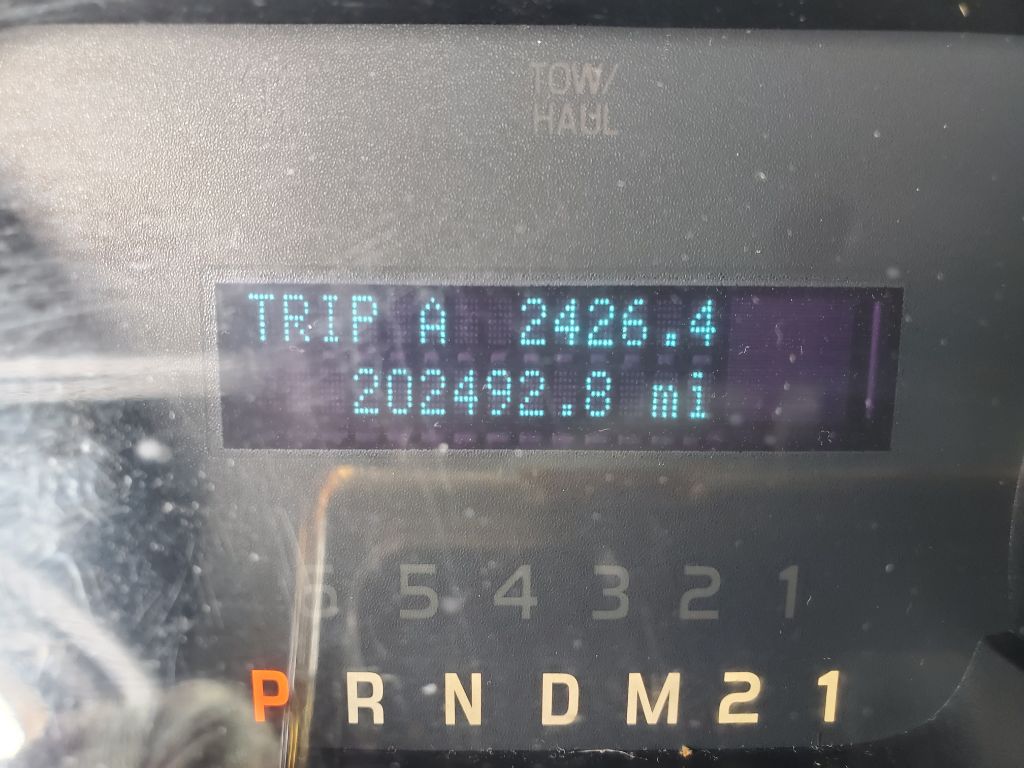 TOW/
HAUL
TRIP A 2426.4
202492.8 mi
6 5 4 3 2 1
P R N D M 2 1